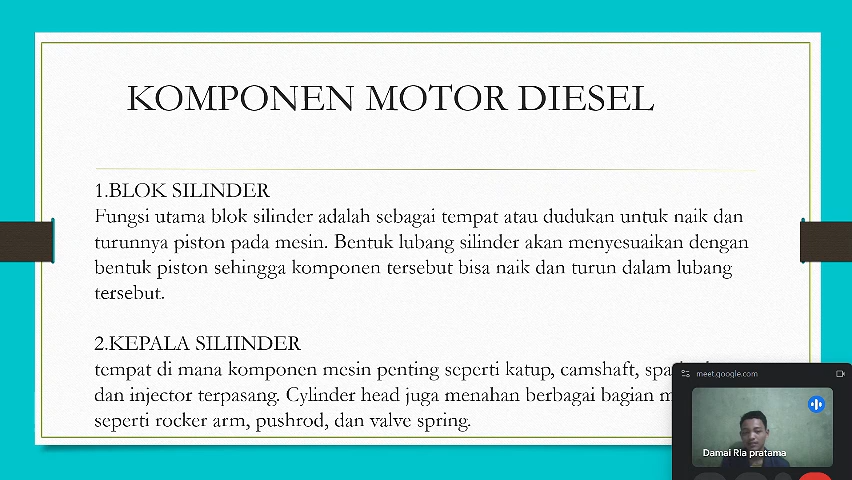 KOMPONEN MOTOR DIESEL
1.BLOK SILINDER
Fungsi utama blok silinder adalah sebagai tempat atau dudukan untuk naik dan
turunnya piston pada mesin. Bentuk lubang silinder akan menyesuaikan dengan
bentuk piston sehingga komponen tersebut bisa naik dan turun dalam lubang
tersebut.
2.KEPALA SILIINDER
tempat di mana komponen mesin penting seperti katup, camshaft,
dan injector terpasang. Cylinder head juga menahan berbagai bagian
seperti rocker arm, pushrod, dan valve spring.
meet.google.com
Damai RIa pratama